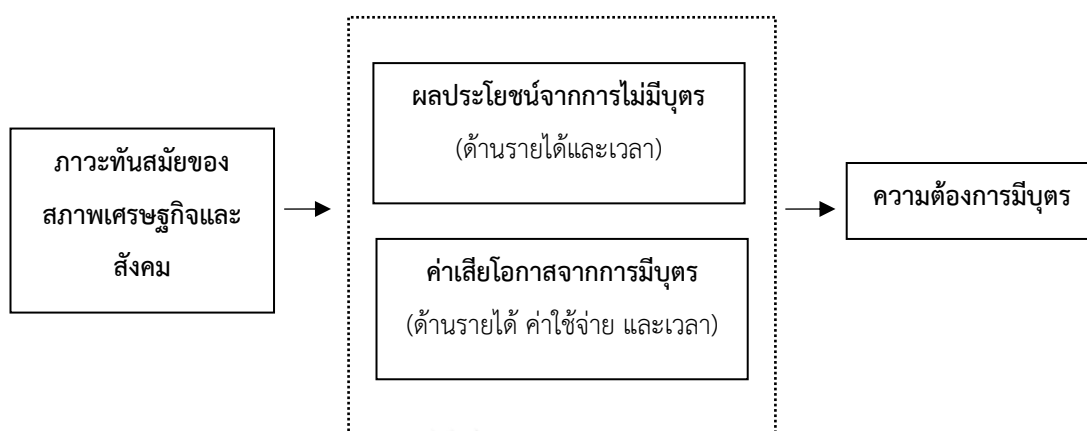 ภาวะทันสมัยของ
สภาพเศรษฐกิจและ
สังคม
ผลประโยชน์จากการไม่มีบุตร
(ด้านรายได้และเวลา)
ค่าเสียโอกาสจากการมีบุตร
(ด้านรายได้ ค่าใช้จ่าย และเวลา)
ความต้องการมีบุตร